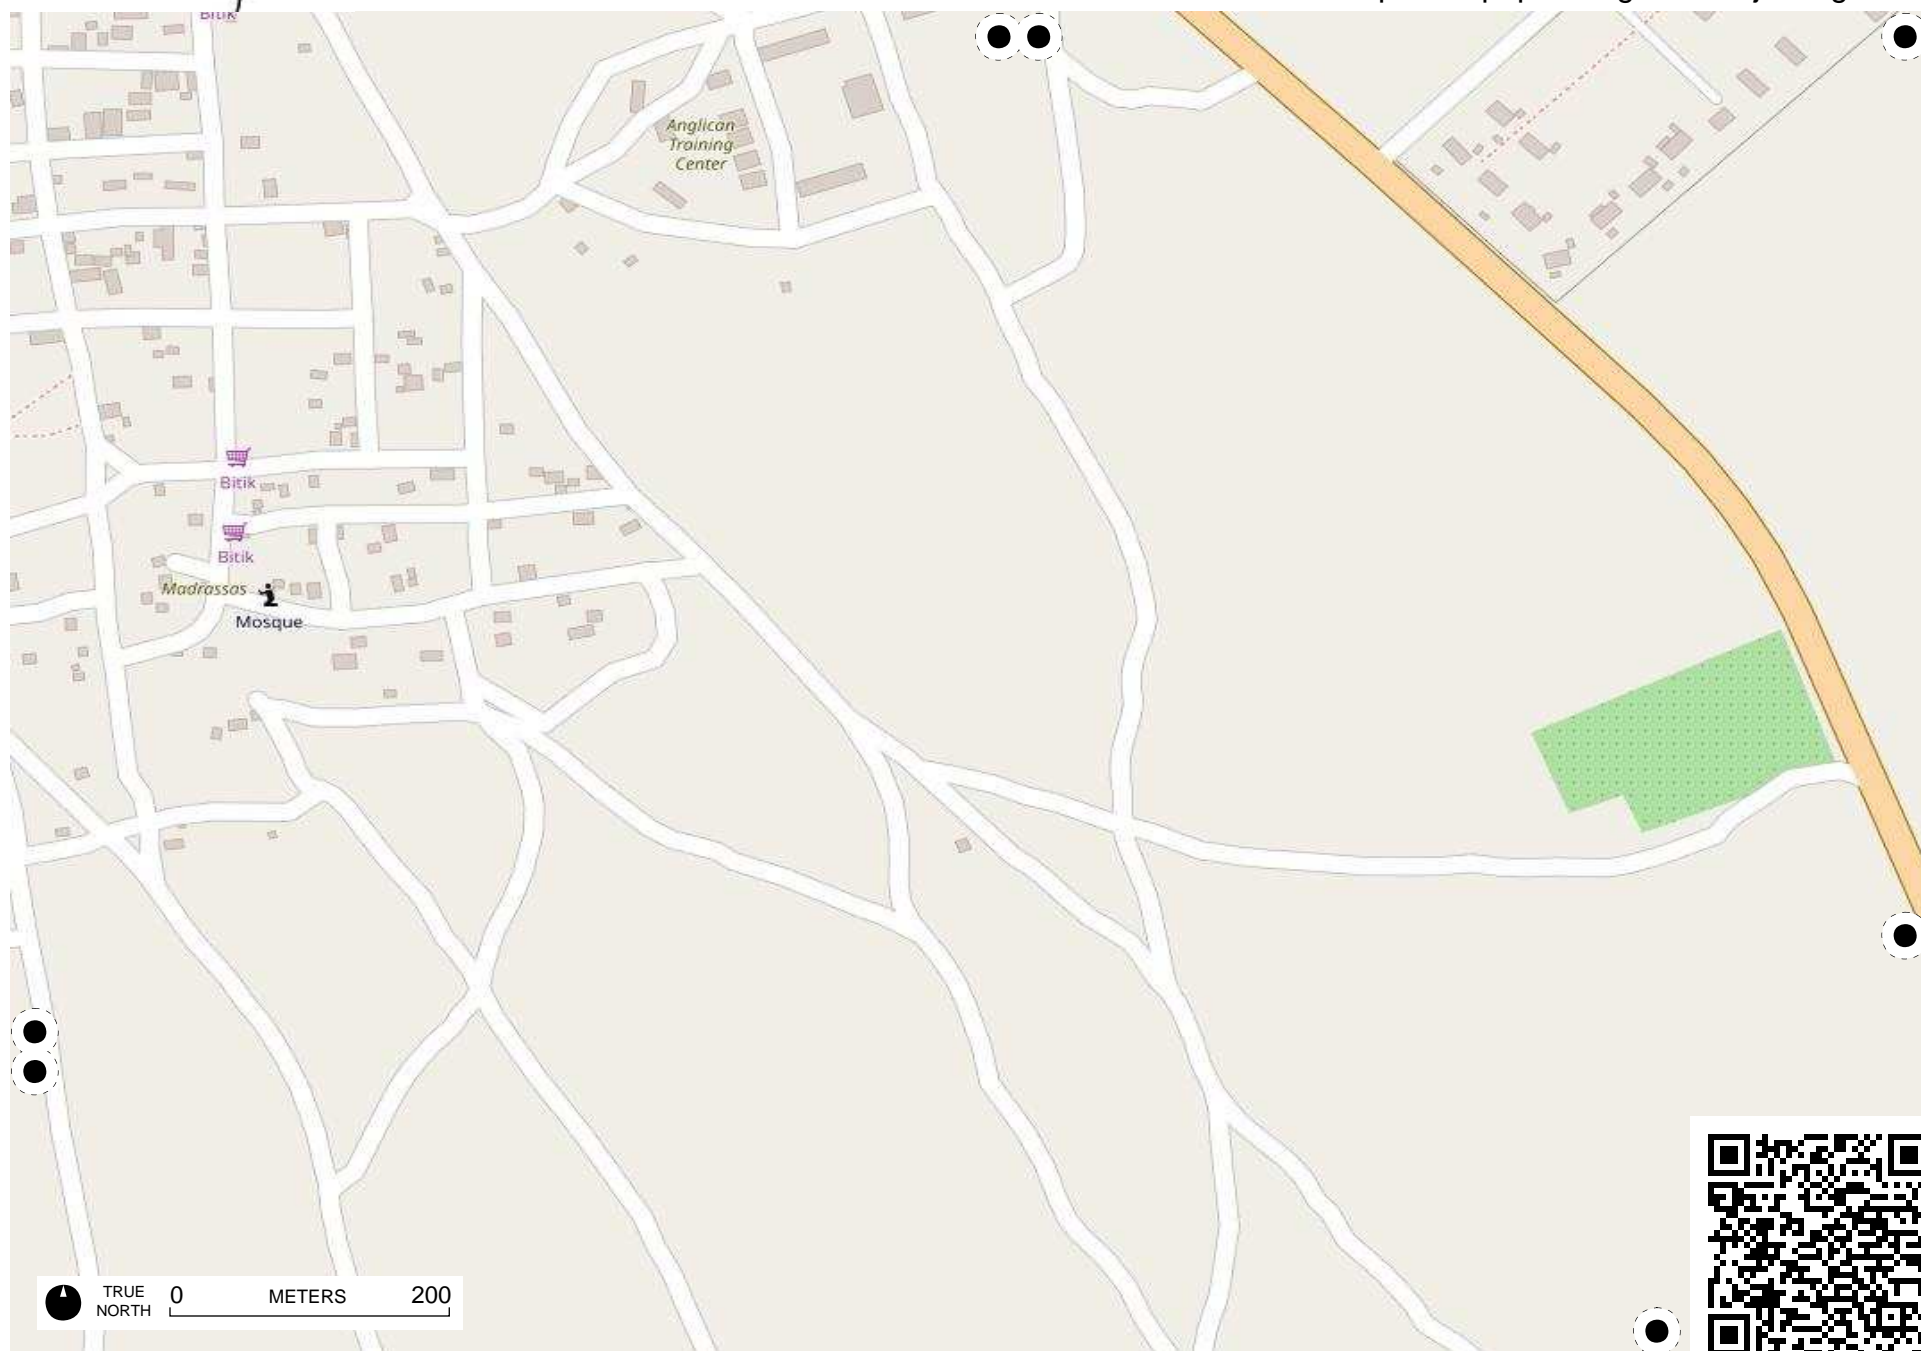 Bitik
Anglican
Training
Center
Bitik
Bitik
Madrassas
Mosque
TRUE
NORTH
0
METERS
200